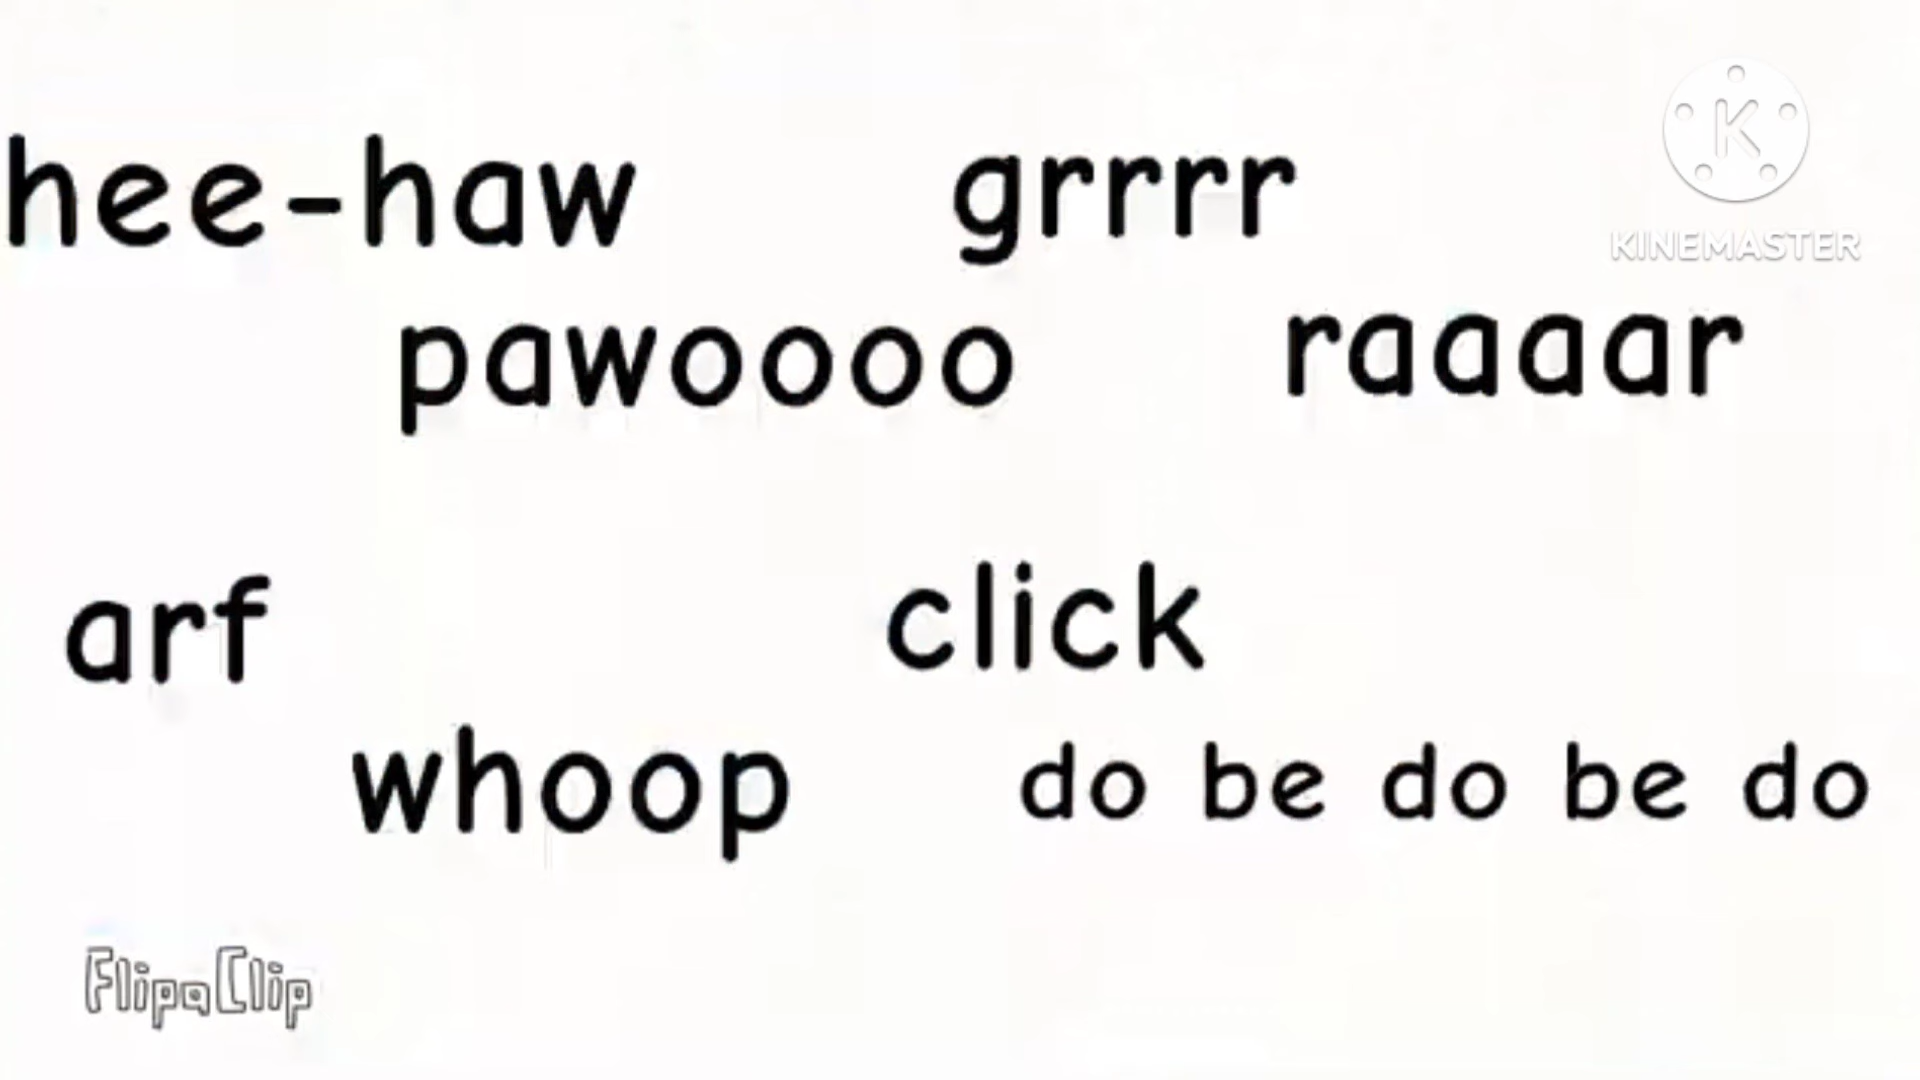 hee-haw grrrr
KINEMASTER
pawoooo raaaar
arf click
whoop do be do be do
FlipaClip